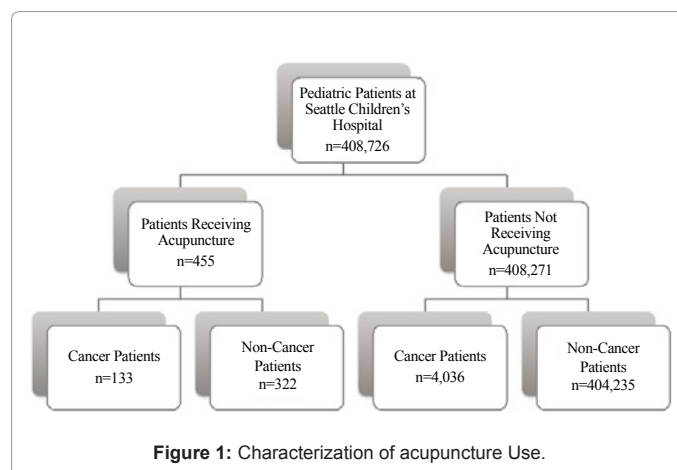 Pediatric Patients at
Seattle Children's
Hospital
n=408,726
Patients Receiving
Acupuncture
n=455
Patients Not
Receiving
Acupuncture
n=408,271
Cancer Patients
n=133
Non-Cancer
Patients
n=322
Cancer Patients
n=4,036
Non-Cancer
Patients
n=404,235
Figure 1: Characterization of acupuncture Use.